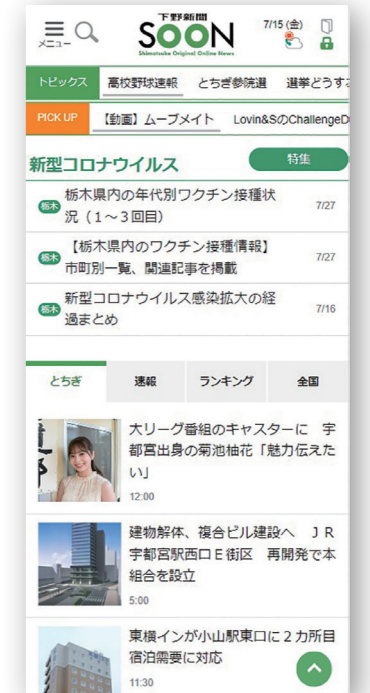 下野新聞
SOON
Shimotsuke Original Online News
メニュー
7/15 (金)
トピックス 高校野球速報 とちぎ参院選 選挙どうす
PICK UP 【動画】ムーブメイト Lovin&SのChallengeD
新型コロナウイルス 特集
栃木 栃木県内の年代別ワクチン接種状
況（1～3回目） 7/27
栃木 【栃木県内のワクチン接種情報】
市町別一覧、関連記事を掲載 7/27
栃木 新型コロナウイルス感染拡大の経
過まとめ 7/16
とちぎ 速報 ランキング 全国
大リーグ番組のキャスターに 宇
都宮出身の菊池柚花「魅力伝えた
い」
12:00
建物解体、複合ビル建設へ ＪＲ
宇都宮駅西口Ｅ街区 再開発で本
組合を設立
5:00
東横インが小山駅東口に２カ所目
宿泊需要に対応
11:30